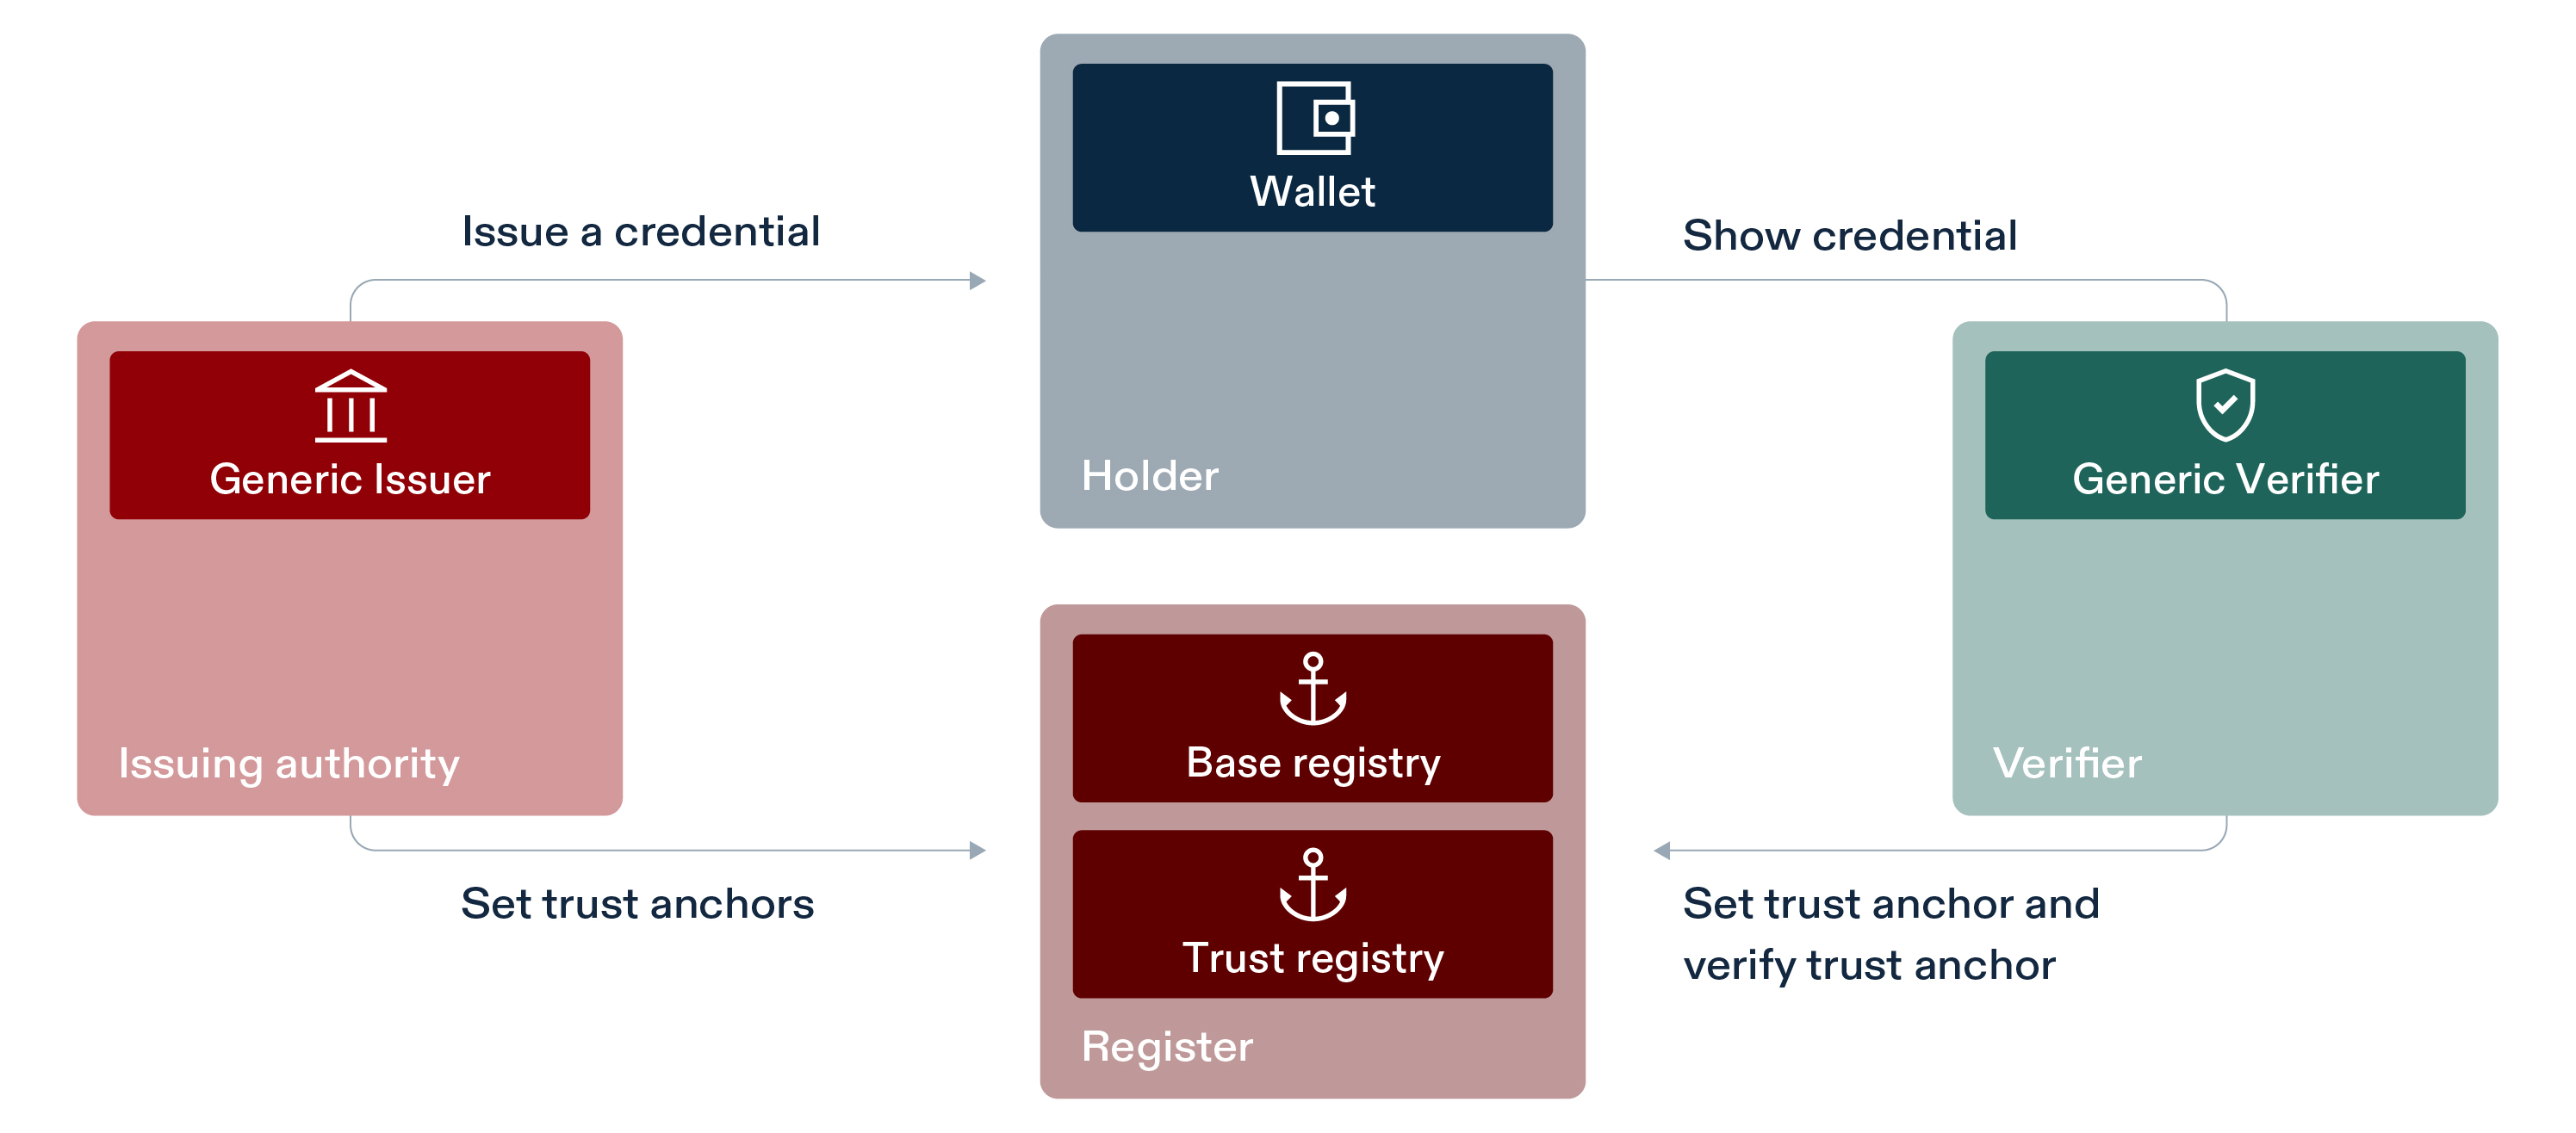 Wallet
Issue a credential
Show credential
Generic Issuer
Holder
Generic Verifier
Issuing authority
Base registry
Verifier
Set trust anchors
Trust registry
Set trust anchor and
verify trust anchor
Register